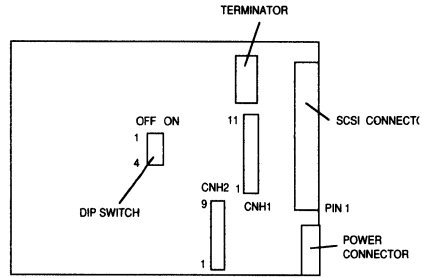 TERMINATOR
OFF ON
11
SCSI CONNECTO
1
4
CNH2
1
DIP SWITCH
9
CNH1
PIN 1
POWER
CONNECTOR
1